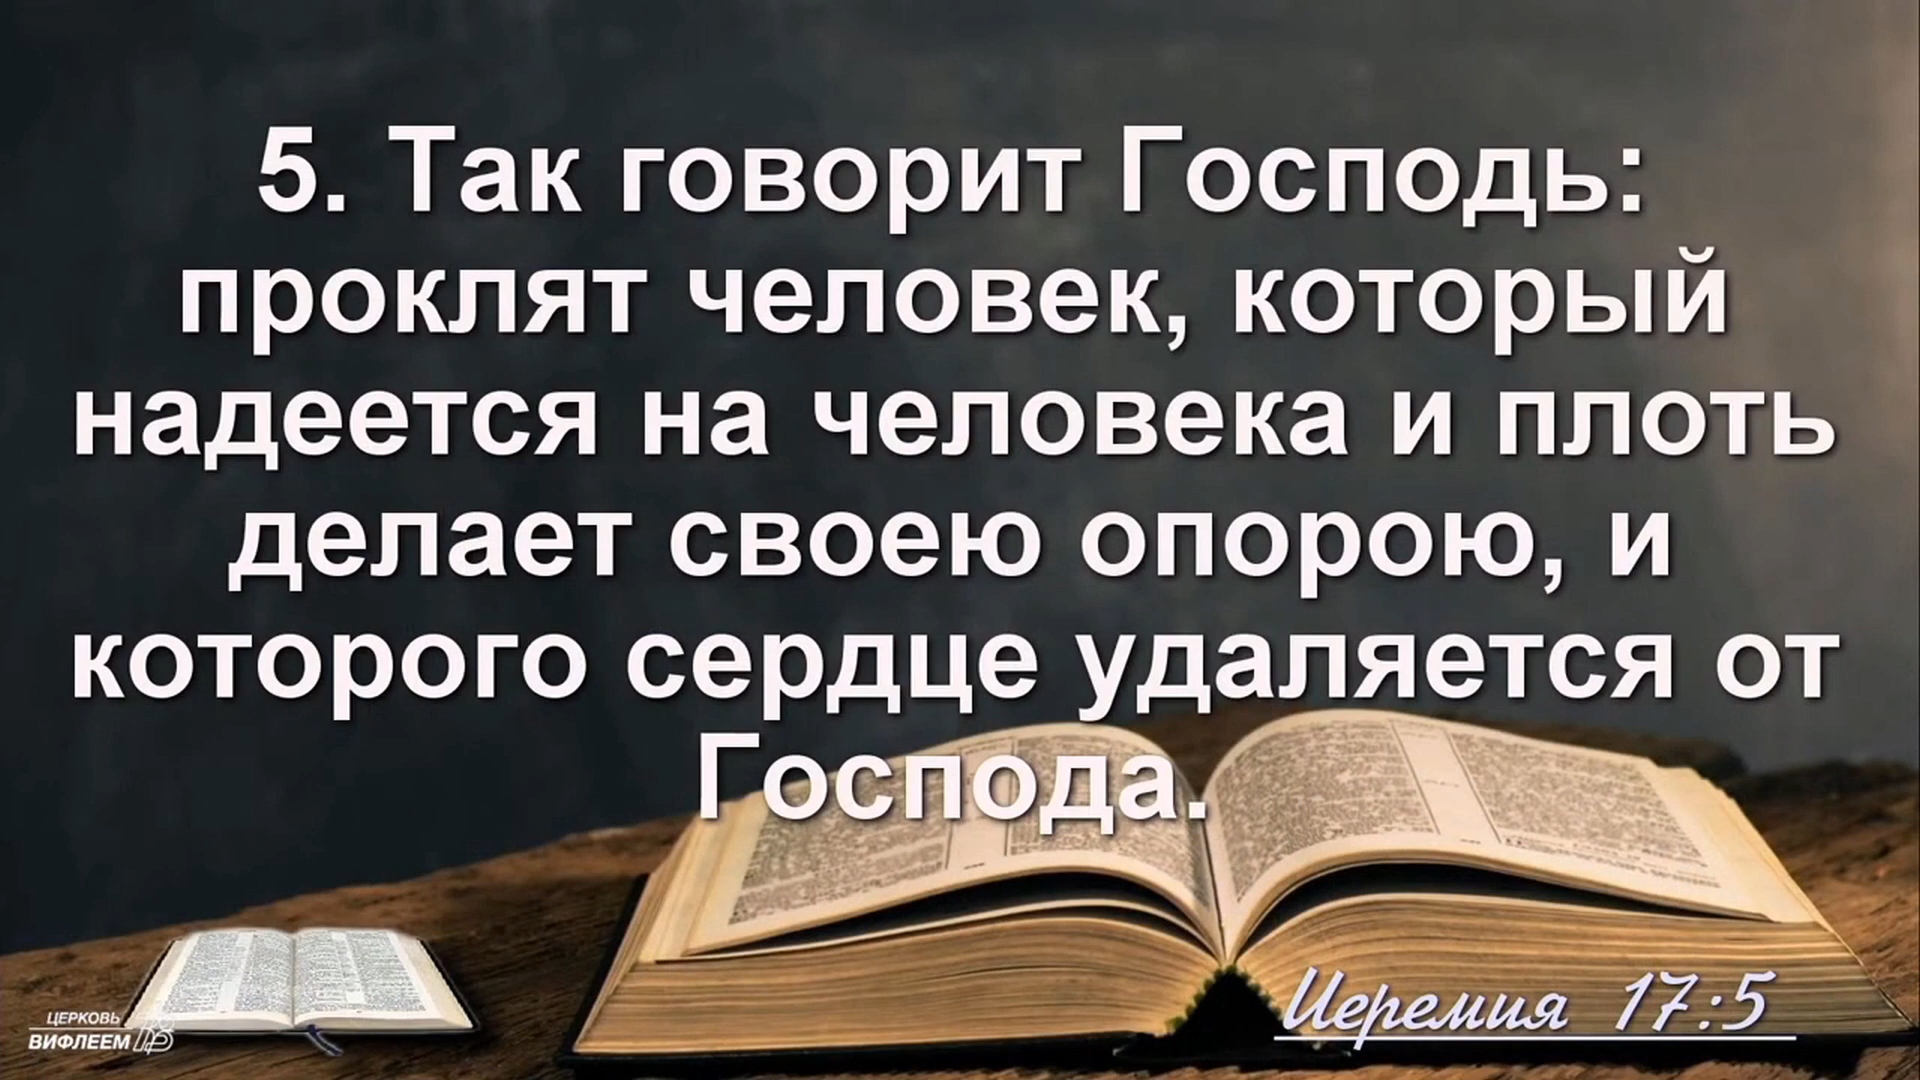 5. Так говорит Господь:
проклят человек, который
надеется на человека и плоть
делает своею опорою, и
которого сердце удаляется от
Господа.
ЦЕРКОВЬ
ВИФЛЕЕМ
Иеремия 17:5